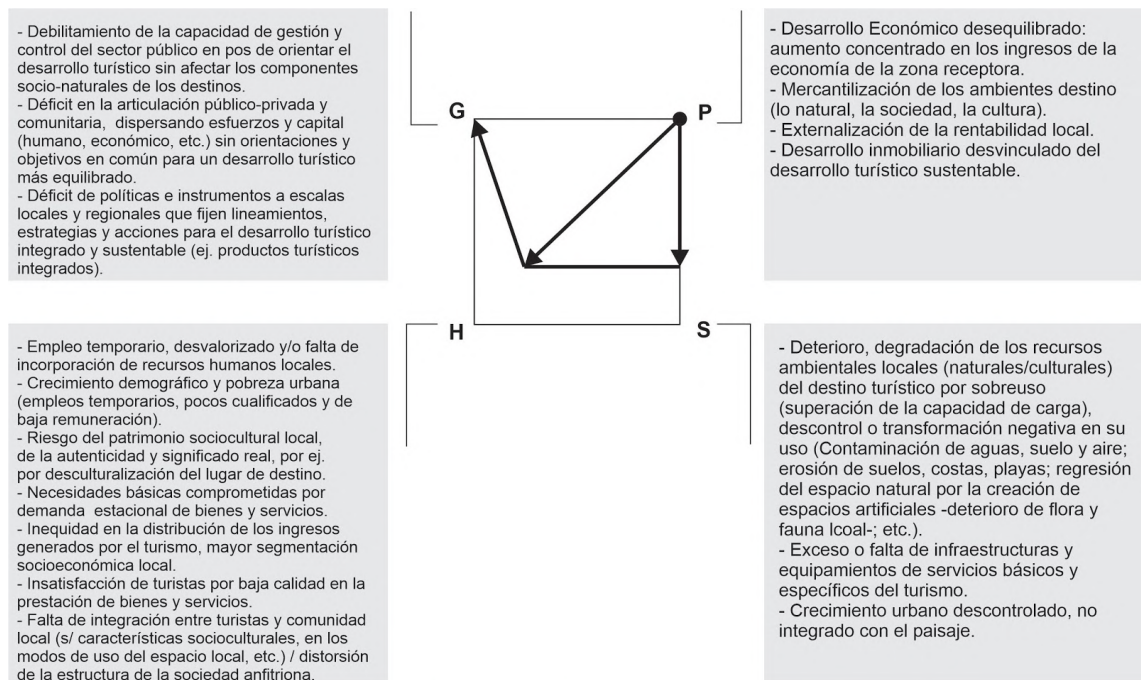 - Debilitamiento de la capacidad de gestión y
control del sector público en pos de orientar el
desarrollo turístico sin afectar los componentes
socio-naturales de los destinos.
- Déficit en la articulación público-privada y
comunitaria, dispersando esfuerzos y capital
(humano, económico, etc.) sin orientaciones y
objetivos en común para un desarrollo turístico
más equilibrado.
- Déficit de políticas e instrumentos a escalas
locales y regionales que fijen lineamientos,
estrategias y acciones para el desarrollo turístico
integrado y sustentable (ej. productos turísticos
integrados).
G
P
- Desarrollo Económico desequilibrado:
aumento concentrado en los ingresos de la
economía de la zona receptora.
- Mercantilización de los ambientes destino
(lo natural, la sociedad, la cultura).
- Externalización de la rentabilidad local.
- Desarrollo inmobiliario desvinculado del
desarrollo turístico sustentable.
- Empleo temporario, desvalorizado y/o falta de
incorporación de recursos humanos locales.
- Crecimiento demográfico y pobreza urbana
(empleos temporarios, pocos cualificados y de
baja remuneración).
- Riesgo del patrimonio sociocultural local,
de la autenticidad y significado real, por ej.
por desculturalización del lugar de destino.
- Necesidades básicas comprometidas por
demanda estacional de bienes y servicios.
- Inequidad en la distribución de los ingresos
generados por el turismo, mayor segmentación
socioeconómica local.
- Insatisfacción de turistas por baja calidad en la
prestación de bienes y servicios.
- Falta de integración entre turistas y comunidad
local (s/ características socioculturales, en los
modos de uso del espacio local, etc.) / distorsión
de la estructura de la sociedad anfitriona.
H
S
- Deterioro, degradación de los recursos
ambientales locales (naturales/culturales)
del destino turístico por sobreuso
(superación de la capacidad de carga),
descontrol o transformación negativa en su
uso (Contaminación de aguas, suelo y aire;
erosión de suelos, costas, playas; regresión
del espacio natural por la creación de
espacios artificiales -deterioro de flora y
fauna lcoal-; etc.).
- Exceso o falta de infraestructuras y
equipamientos de servicios básicos y
específicos del turismo.
- Crecimiento urbano descontrolado, no
integrado con el paisaje.